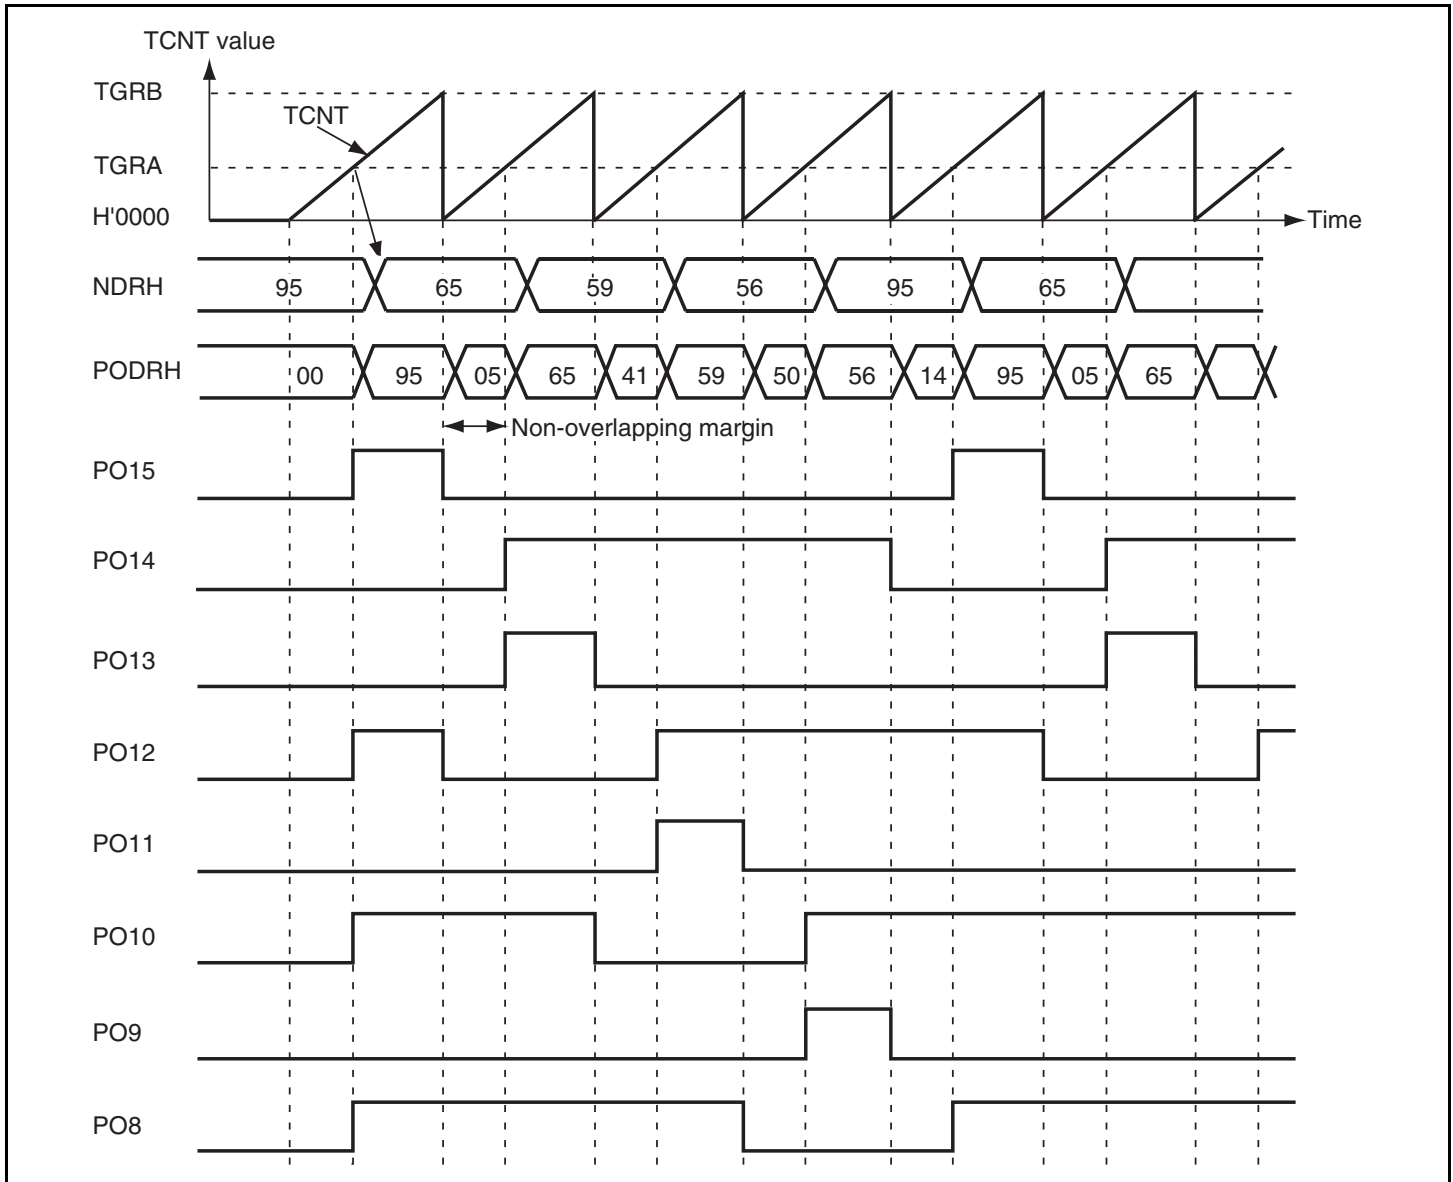 TCNT value
TGRB
TCNT
TGRA
H'0000
Time
NDRH 95 65 59 56 95 65
PODRH 00 95 05 65 41 59 50 56 14 95 05 65
Non-overlapping margin
PO15
PO14
PO13
PO12
PO11
PO10
PO9
PO8